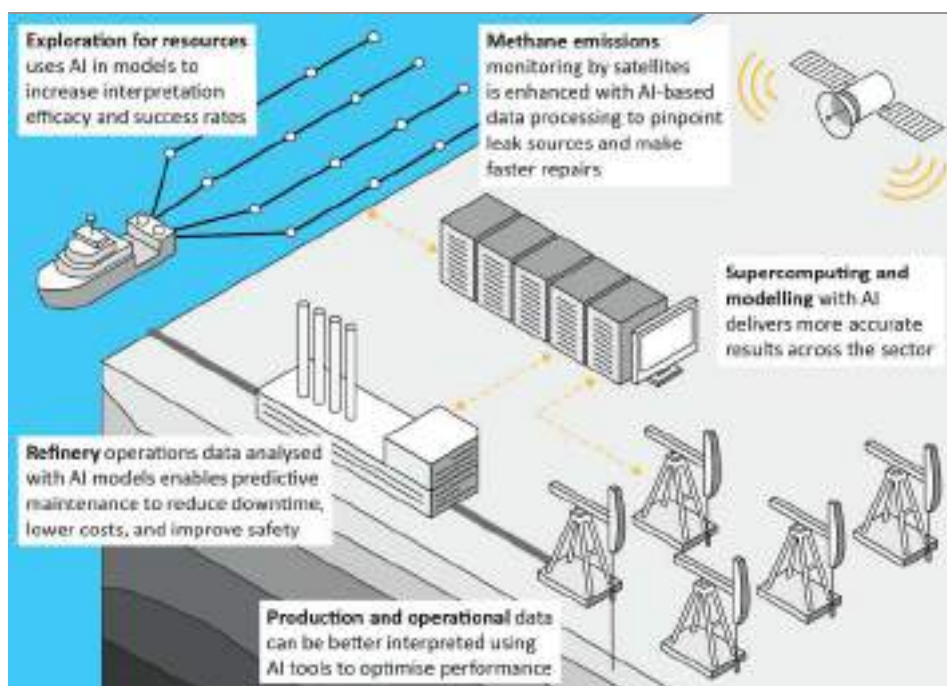 Exploration for resources
uses AI in models to
increase interpretation
efficacy and success rates
Methane emissions
monitoring by satellites
is enhanced with AI-based
data processing to pinpoint
leak sources and make
faster repairs
Supercomputing and
modelling with AI
delivers more accurate
results across the sector
Refinery operations data analysed
with AI models enables predictive
maintenance to reduce downtime,
lower costs, and improve safety
Production and operational data
can be better interpreted using
AI tools to optimise performance